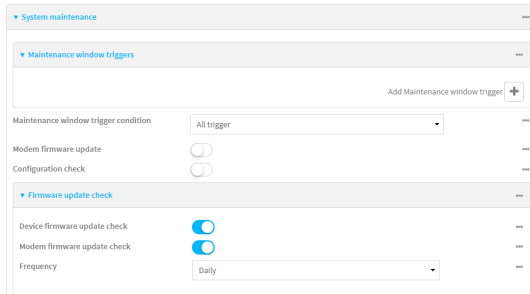 System maintenance
Maintenance window triggers
Add Maintenance window trigger
Maintenance window trigger condition
All trigger
Modem firmware update
Configuration check
Firmware update check
Device firmware update check
Modem firmware update check
Frequency
Daily